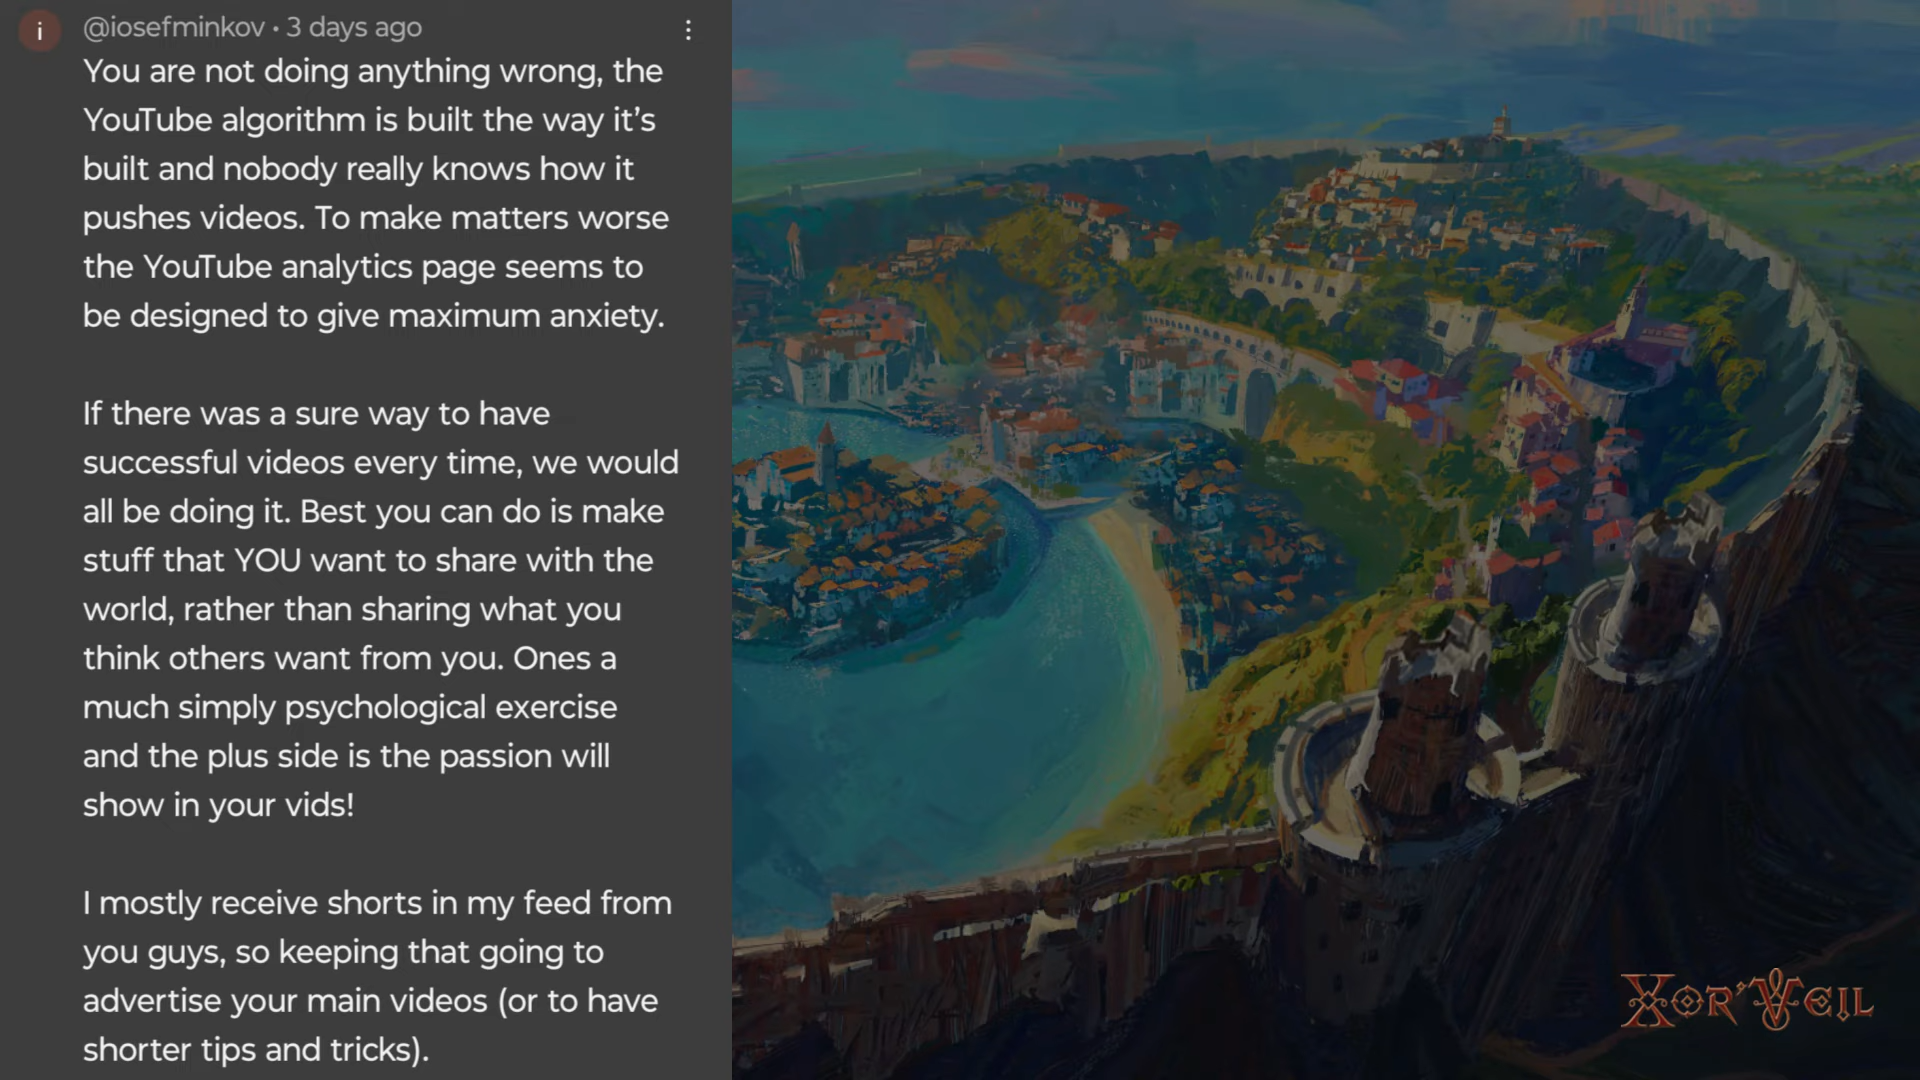 i
@iosefminkov • 3 days ago
You are not doing anything wrong, the
YouTube algorithm is built the way it’s
built and nobody really knows how it
pushes videos. To make matters worse
the YouTube analytics page seems to
be designed to give maximum anxiety.
If there was a sure way to have
successful videos every time, we would
all be doing it. Best you can do is make
stuff that YOU want to share with the
world, rather than sharing what you
think others want from you. Ones a
much simply psychological exercise
and the plus side is the passion will
show in your vids!
I mostly receive shorts in my feed from
you guys, so keeping that going to
advertise your main videos (or to have
shorter tips and tricks).
Xor'Veil